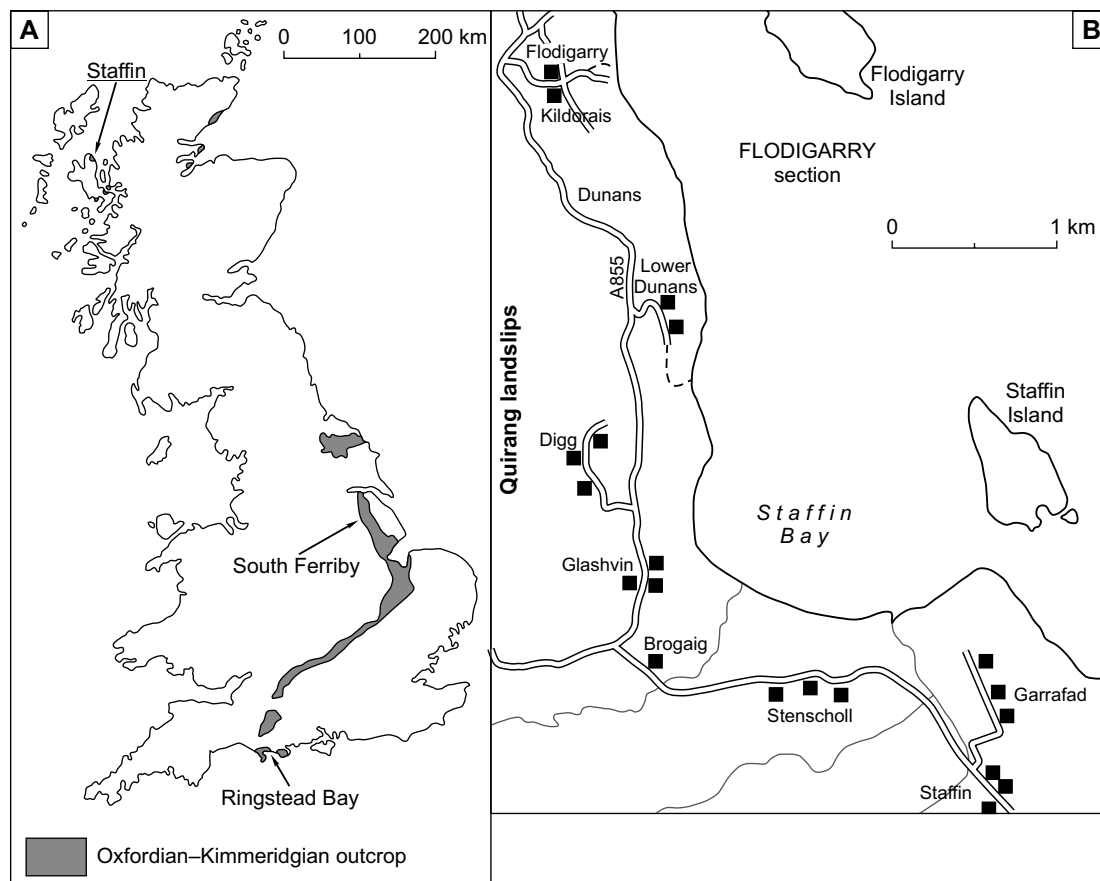 A
0 100 200 km
Staffin
South Ferriby
Ringstead Bay
Oxfordian–Kimmeridgian outcrop
B
Flodigarry
Kildorais
Flodigarry
Island
FLODIGARRY
section
Dunans
0 1 km
A855
Lower
Dunans
Quirang landslips
Staffin
Island
Digg
Staffin
Bay
Glashvin
Brogaig
Stenscholl
Garrafad
Staffin